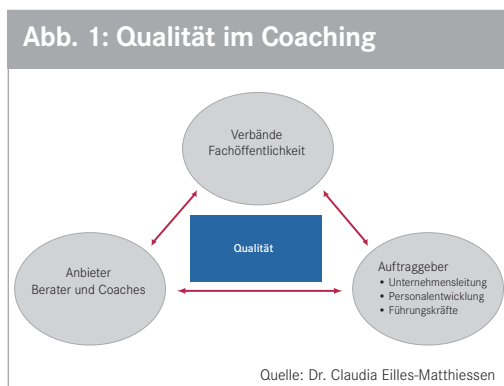 Abb. 1: Qualität im Coaching
Verbände
Fachöffentlichkeit
Qualität
Anbieter
Berater und Coaches
Auftraggeber
• Unternehmensleitung
• Personalentwicklung
• Führungskräfte
Quelle: Dr. Claudia Eilles-Matthiessen